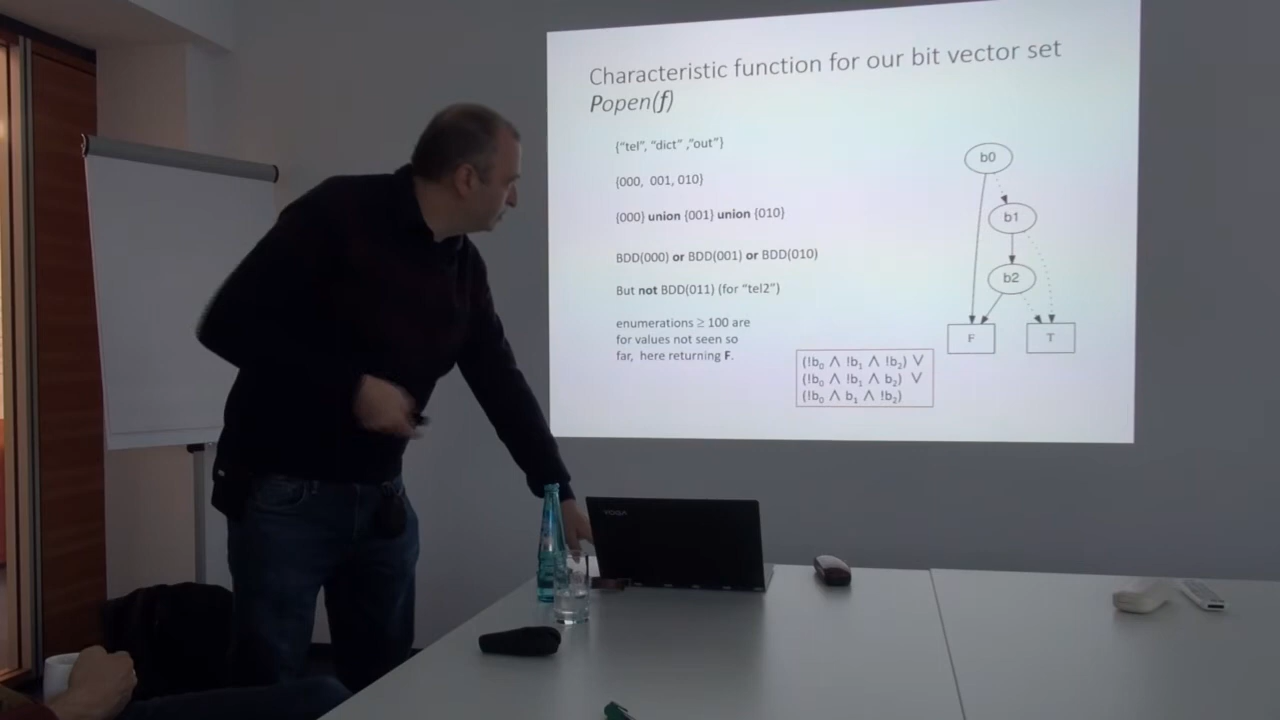 Characteristic function for our bit vector set
Popen(f)
{“tel”, “dict” ,“out”}
{000, 001, 010}
{000} union {001} union {010}
BDD(000) or BDD(001) or BDD(010)
But not BDD(011) (for “tel2”)
enumerations ≥ 100 are
for values not seen so
far, here returning F.
b0
b1
b2
F
T
(!b₀ ∧ !b₁ ∧ !b₂) ∨
(!b₀ ∧ !b₁ ∧ b₂) ∨
(!b₀ ∧ b₁ ∧ !b₂)
YOGA